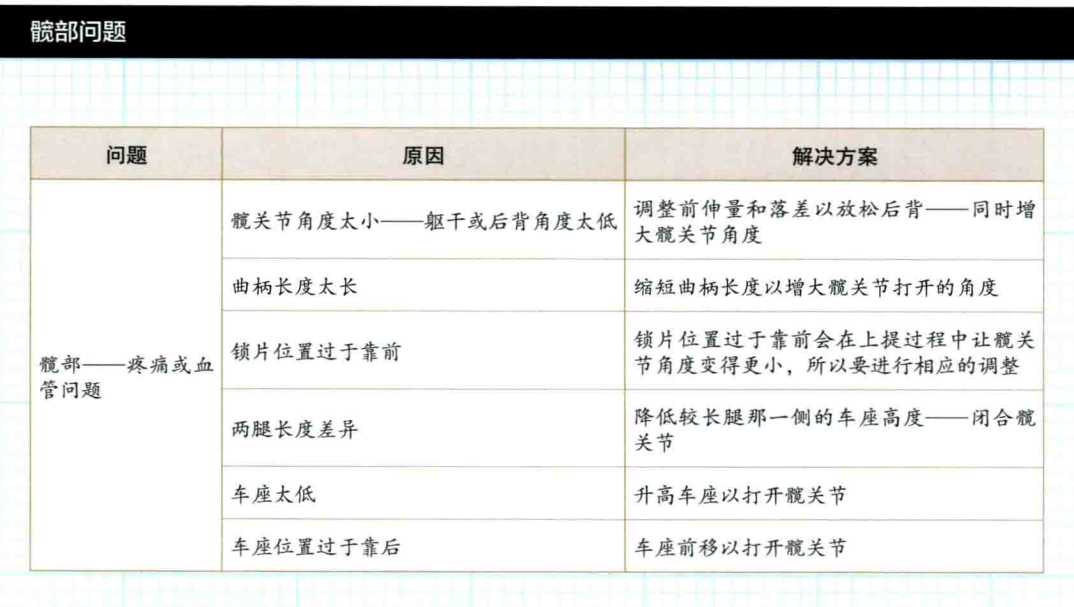 髋部问题
问题
原因
解决方案
髋部——疼痛或血
管问题
髋关节角度太小——躯干或后背角度太低
调整前伸量和落差以放松后背——同时增
大髋关节角度
曲柄长度太长
缩短曲柄长度以增大髋关节打开的角度
锁片位置过于靠前
锁片位置过于靠前会在上提过程中让髋关
节角度变得更小，所以要进行相应的调整
两腿长度差异
降低较长腿那一侧的车座高度——闭合髋
关节
车座太低
升高车座以打开髋关节
车座位置过于靠后
车座前移以打开髋关节